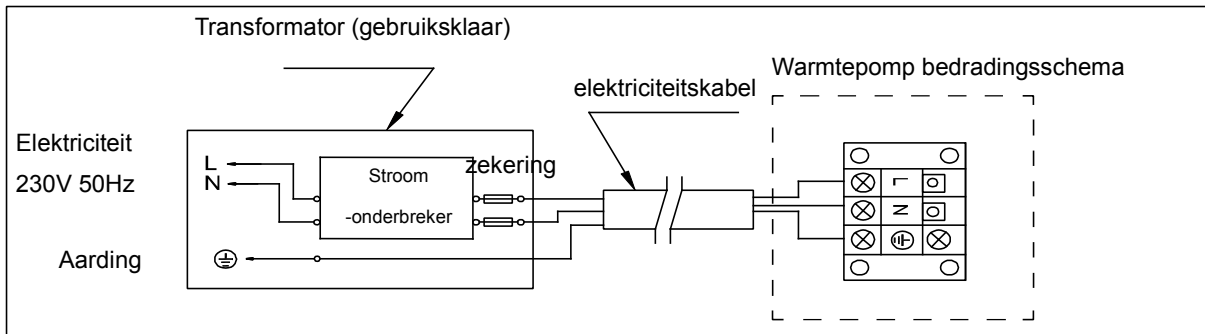 Transformator (gebruiksklaar)
Warmtepomp bedradingsschema
elektriciteitskabel
Elektriciteit
230V 50Hz
L
N
Stroom
-onderbreker
zekering
Aarding
L
N